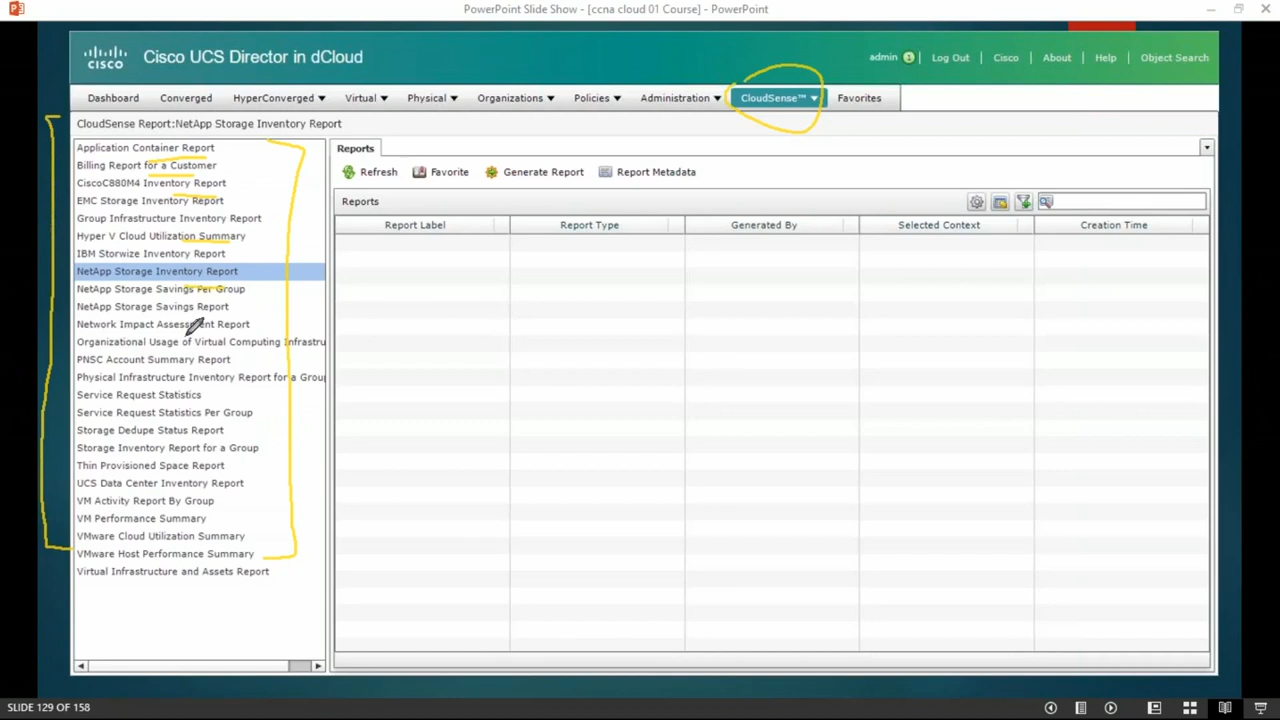 PowerPoint Slide Show - [ccna cloud 01 Course] - PowerPoint
CISCO
Cisco UCS Director in dCloud
admin 1 Log Out Cisco About Help Object Search
Dashboard Converged HyperConverged Virtual Physical Organizations Policies Administration CloudSense™ Favorites
CloudSense Report:NetApp Storage Inventory Report
Application Container Report
Billing Report for a Customer
CiscoC880M4 Inventory Report
EMC Storage Inventory Report
Group Infrastructure Inventory Report
Hyper V Cloud Utilization Summary
IBM Storwize Inventory Report
NetApp Storage Inventory Report
NetApp Storage Savings Per Group
NetApp Storage Savings Report
Network Impact Assessment Report
Organizational Usage of Virtual Computing Infrastru
PNSC Account Summary Report
Physical Infrastructure Inventory Report for a Group
Service Request Statistics
Service Request Statistics Per Group
Storage Dedupe Status Report
Storage Inventory Report for a Group
Thin Provisioned Space Report
UCS Data Center Inventory Report
VM Activity Report By Group
VM Performance Summary
VMware Cloud Utilization Summary
VMware Host Performance Summary
Virtual Infrastructure and Assets Report
Reports
Refresh Favorite Generate Report Report Metadata
Reports
Report Label Report Type Generated By Selected Context Creation Time
SLIDE 129 OF 158